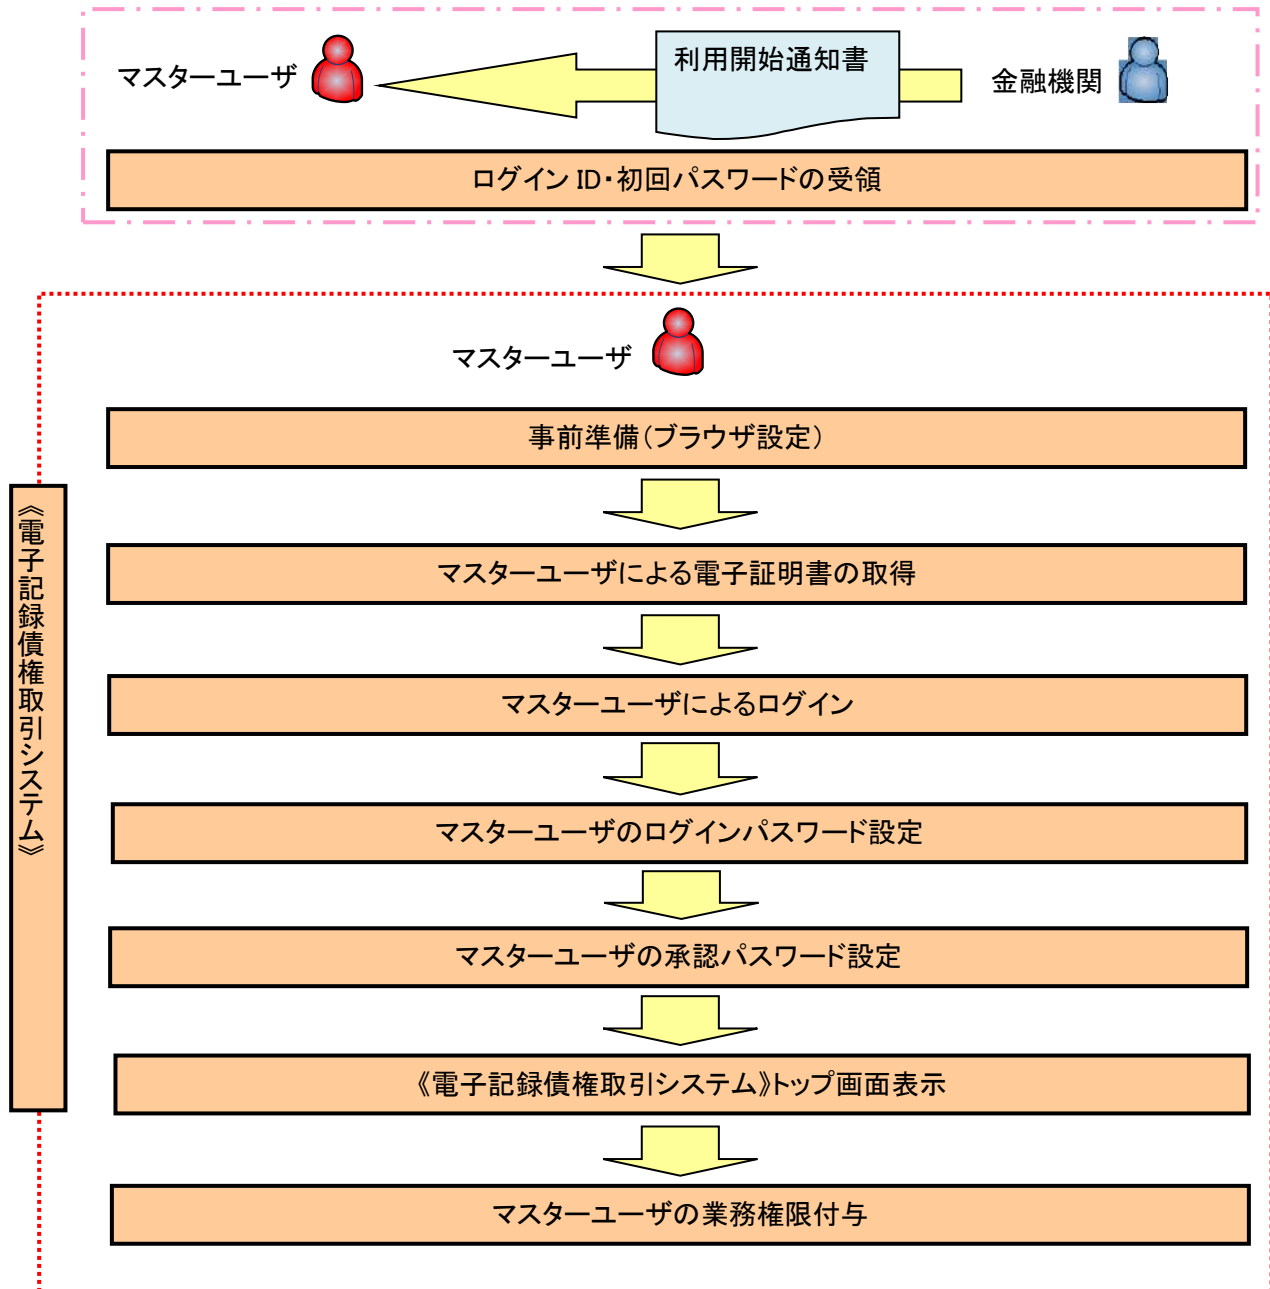 マスターユーザ
利用開始通知書
金融機関
ログイン ID・初回パスワードの受領
マスターユーザ
事前準備(ブラウザ設定)
マスターユーザによる電子証明書の取得
マスターユーザによるログイン
マスターユーザのログインパスワード設定
マスターユーザの承認パスワード設定
《電子記録債権取引システム》トップ画面表示
マスターユーザの業務権限付与
《電子記録債権取引システム》